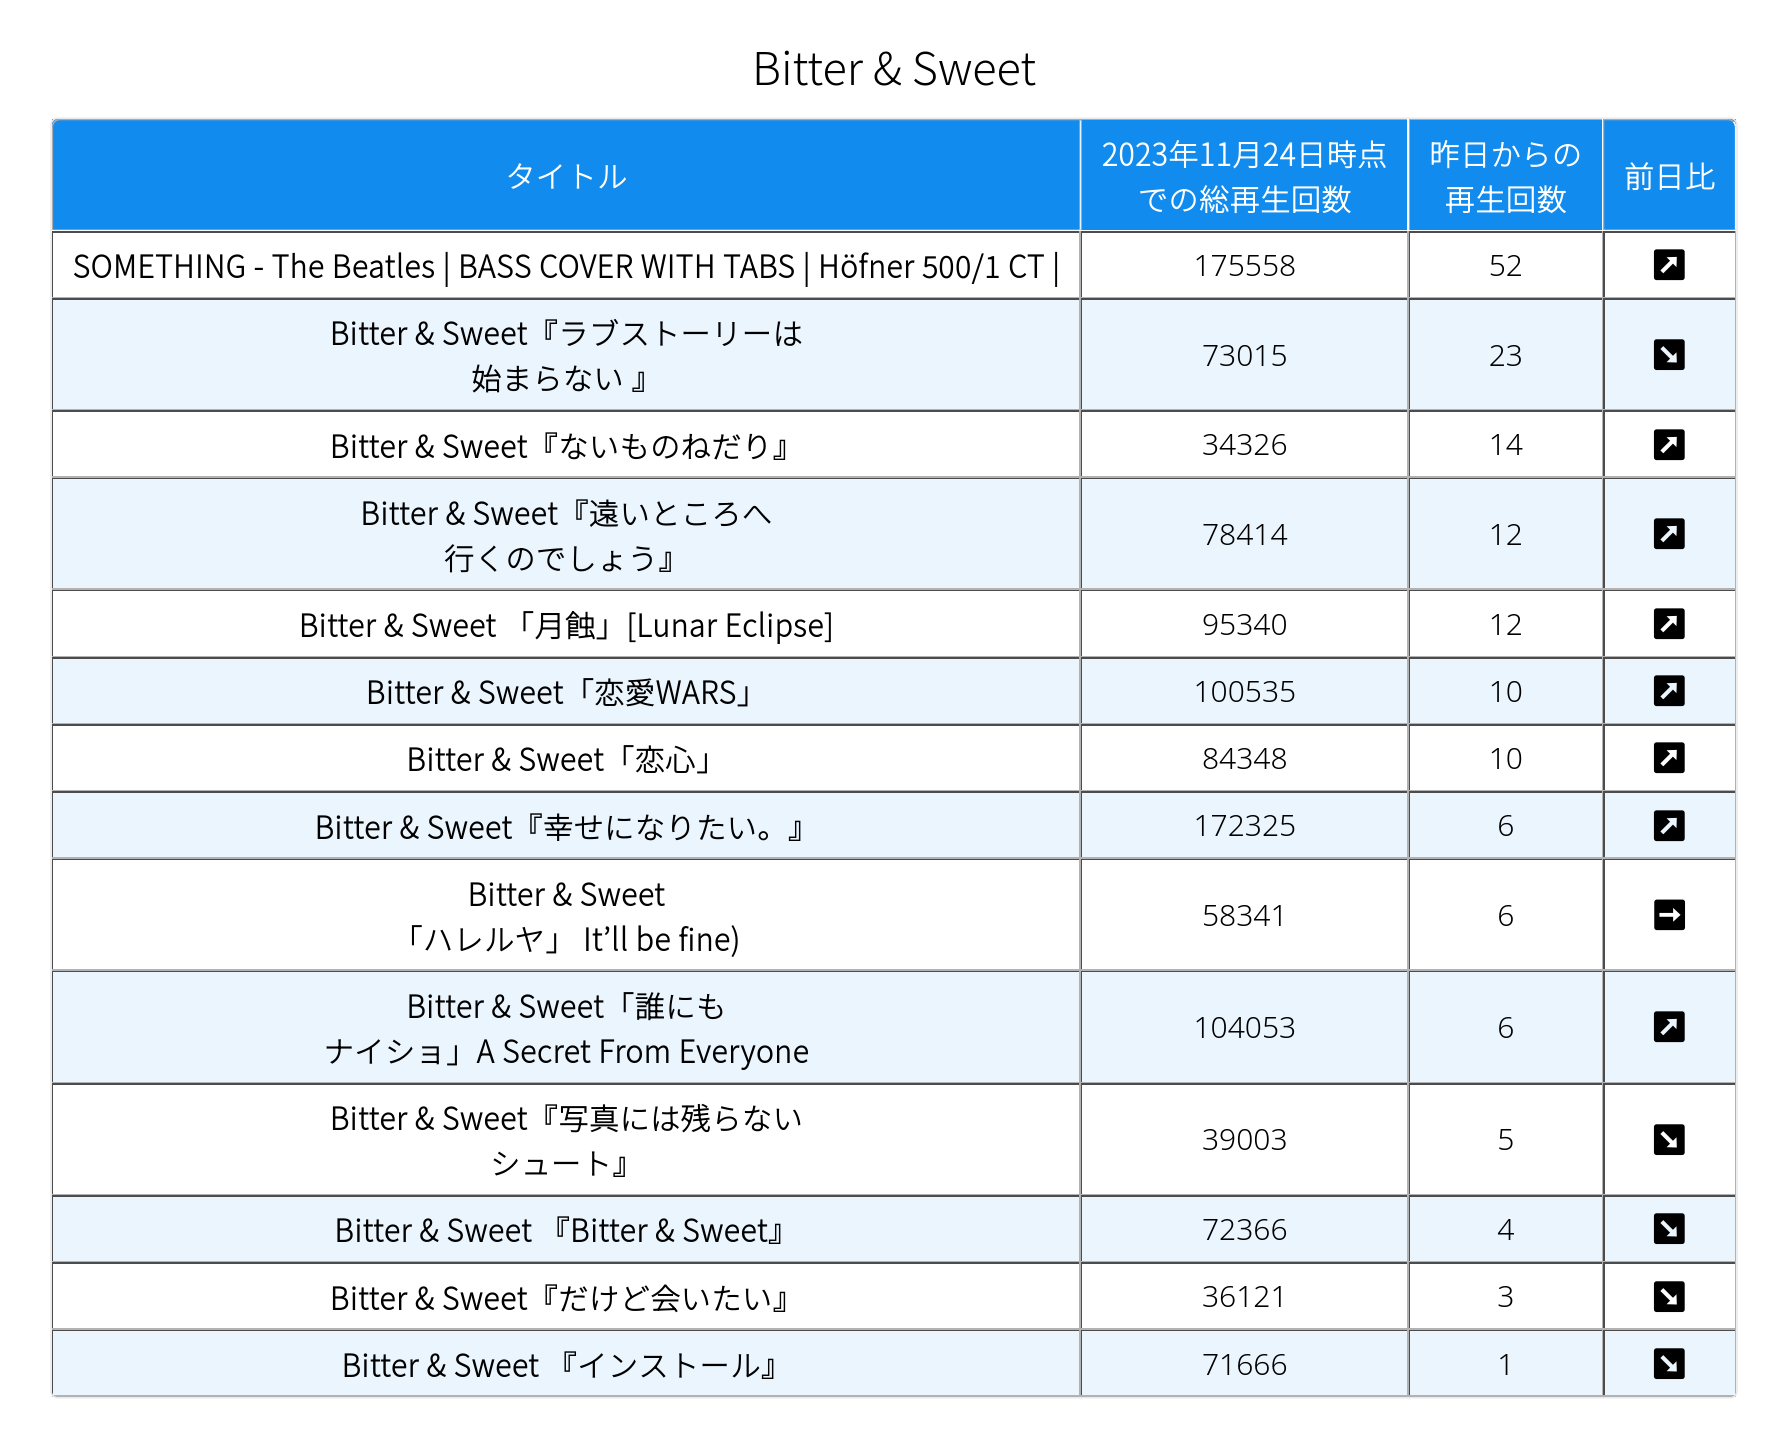 Bitter & Sweet
タイトル
2023年11月24日時点
での総再生回数
昨日からの
再生回数
前日比
SOMETHING - The Beatles | BASS COVER WITH TABS | Höfner 500/1 CT |
175558
52
Bitter & Sweet『ラブストーリーは
始まらない 』
73015
23
Bitter & Sweet『ないものねだり』
34326
14
Bitter & Sweet『遠いところへ
行くのでしょう』
78414
12
Bitter & Sweet 「月蝕」[Lunar Eclipse]
95340
12
Bitter & Sweet「恋愛WARS」
100535
10
Bitter & Sweet「恋心」
84348
10
Bitter & Sweet『幸せになりたい。』
172325
6
Bitter & Sweet
「ハレルヤ」 It’ll be fine)
58341
6
Bitter & Sweet「誰にも
ナイショ」A Secret From Everyone
104053
6
Bitter & Sweet『写真には残らない
シュート』
39003
5
Bitter & Sweet 『Bitter & Sweet』
72366
4
Bitter & Sweet『だけど会いたい』
36121
3
Bitter & Sweet 『インストール』
71666
1